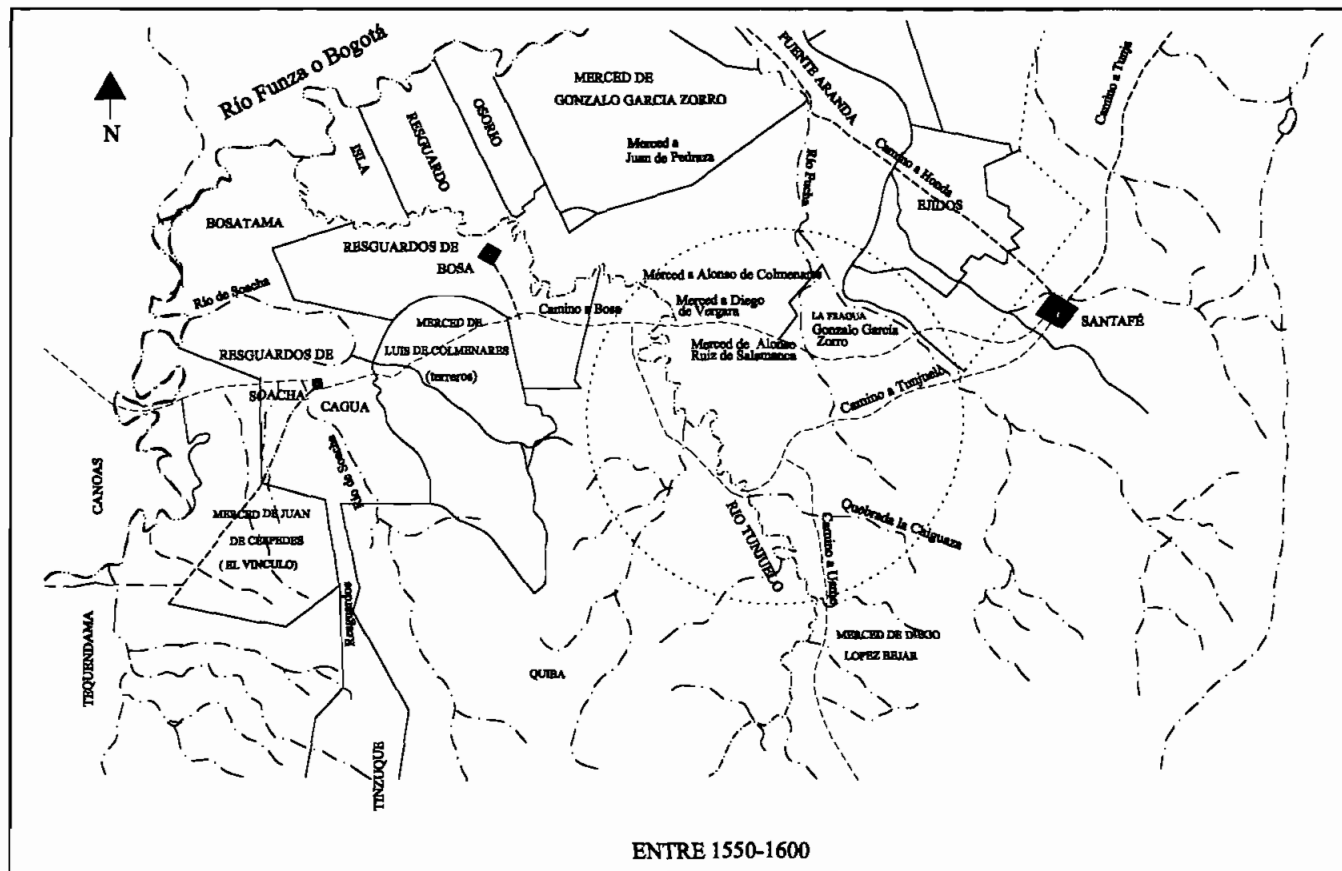 Río Funza o Bogotá
N
ISLA
RESGUARDO
OSORIO
MERCED DE
GONZALO GARCIA ZORRO
Merced a
Juan de Pedraza
PUENTE ARANDA
Camino a Honda
Camino a Tunja
Río Fucha
EJIDOS
BOSATAMA
RESGUARDOS DE
BOSA
Río de Soacha
Camino a Bosa
Merced a Alonso de Colmenares
Merced a Diego
de Vergara
Merced de Alonso
Ruiz de Salamanca
LA FRAGUA
Gonzalo García
Zorro
SANTAFÉ
MERCED DE
LUIS DE COLMENARES
(terreros)
RESGUARDOS DE
SOACHA
CAGUA
Río de Soacha
Camino a Tunjuelo
CANOAS
MERCED DE JUAN
DE CESPEDES
(EL VINCULO)
Resguardos
RIO TUNJUELO
Quebrada la Chiguaza
Camino a Usme
MERCED DE DIEGO
LOPEZ BEJAR
TEQUENDAMA
QUIBA
TINZUQUE
ENTRE 1550-1600